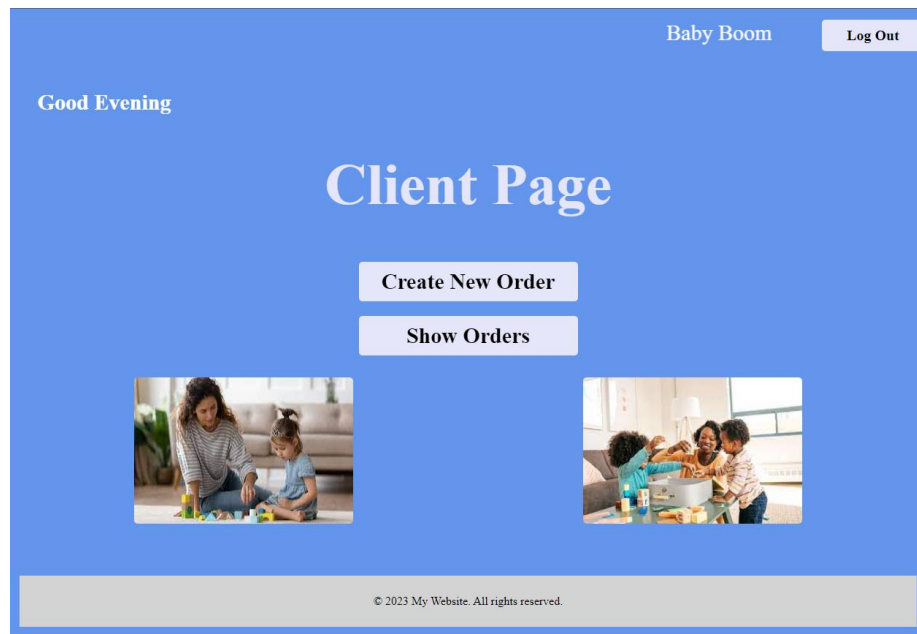 Baby Boom
Log Out
Good Evening
Client Page
Create New Order
Show Orders
© 2023 My Website. All rights reserved.